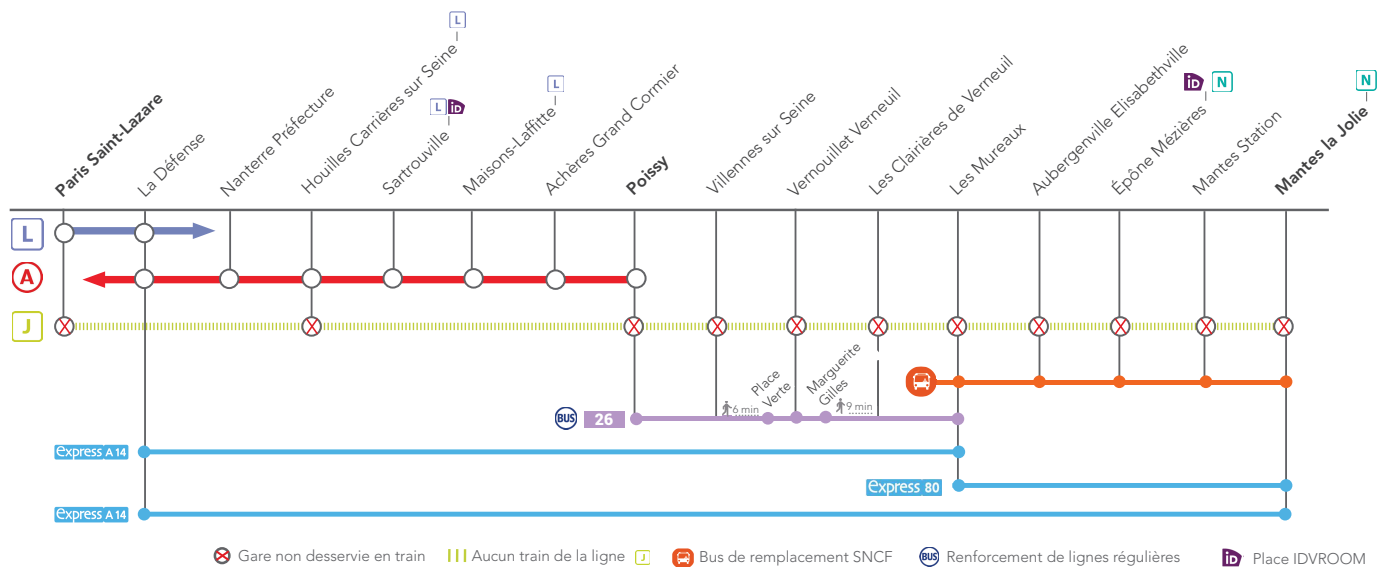 L
L
L iD
iD N
N
Paris Saint-Lazare
La Défense
Nanterre Préfecture
Houilles Carrières sur Seine
Sartrouville
Maisons-Laffitte
Achères Grand Cormier
Poissy
Villennes sur Seine
Vernouillet Verneuil
Les Clairières de Verneuil
Les Mureaux
Aubergenville Elisabethville
Épône Mézières
Mantes Station
Mantes la Jolie
L
A
J
Place
Verte
Marguerite
Gilles
6 min
9 min
BUS 26
express A 14
express 80
express A 14
Gare non desservie en train
Aucun train de la ligne J
Bus de remplacement SNCF
BUS Renforcement de lignes régulières
iD Place IDVROOM